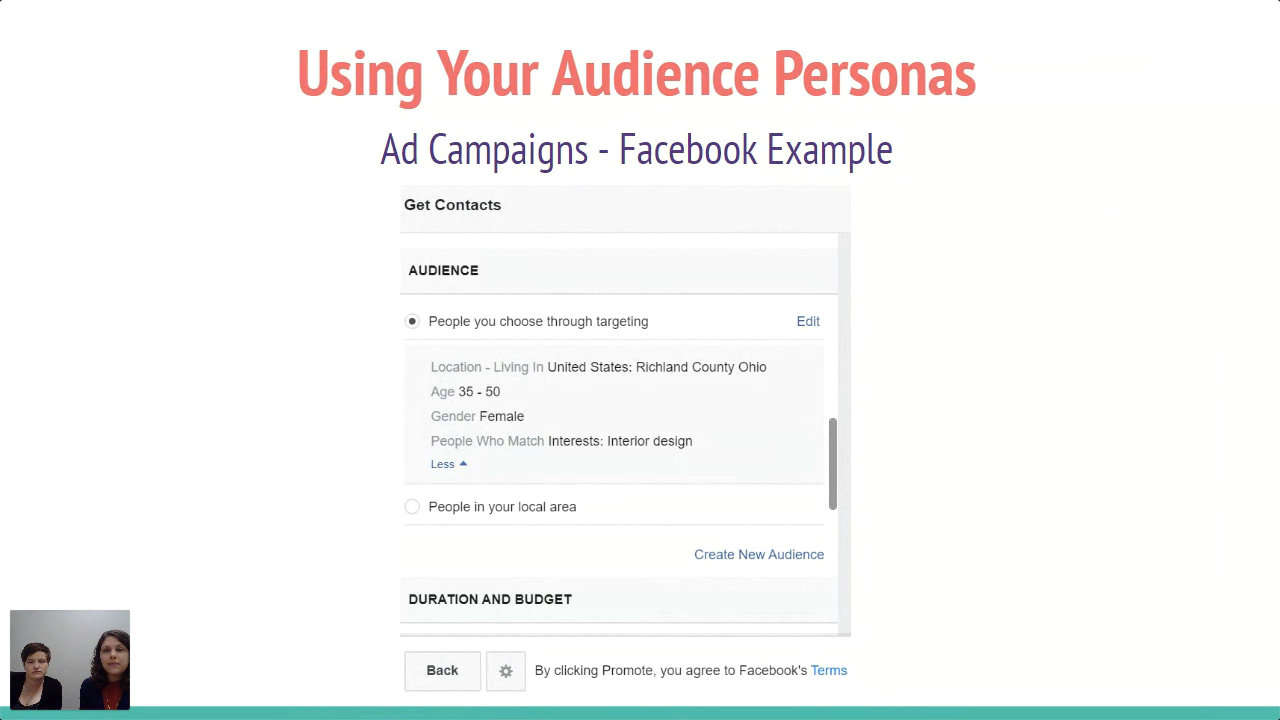 Using Your Audience Personas
Ad Campaigns - Facebook Example
Get Contacts
AUDIENCE
People you choose through targeting Edit
Location - Living In United States: Richland County Ohio
Age 35 - 50
Gender Female
People Who Match Interests: Interior design
Less
People in your local area
Create New Audience
DURATION AND BUDGET
Back By clicking Promote, you agree to Facebook's Terms